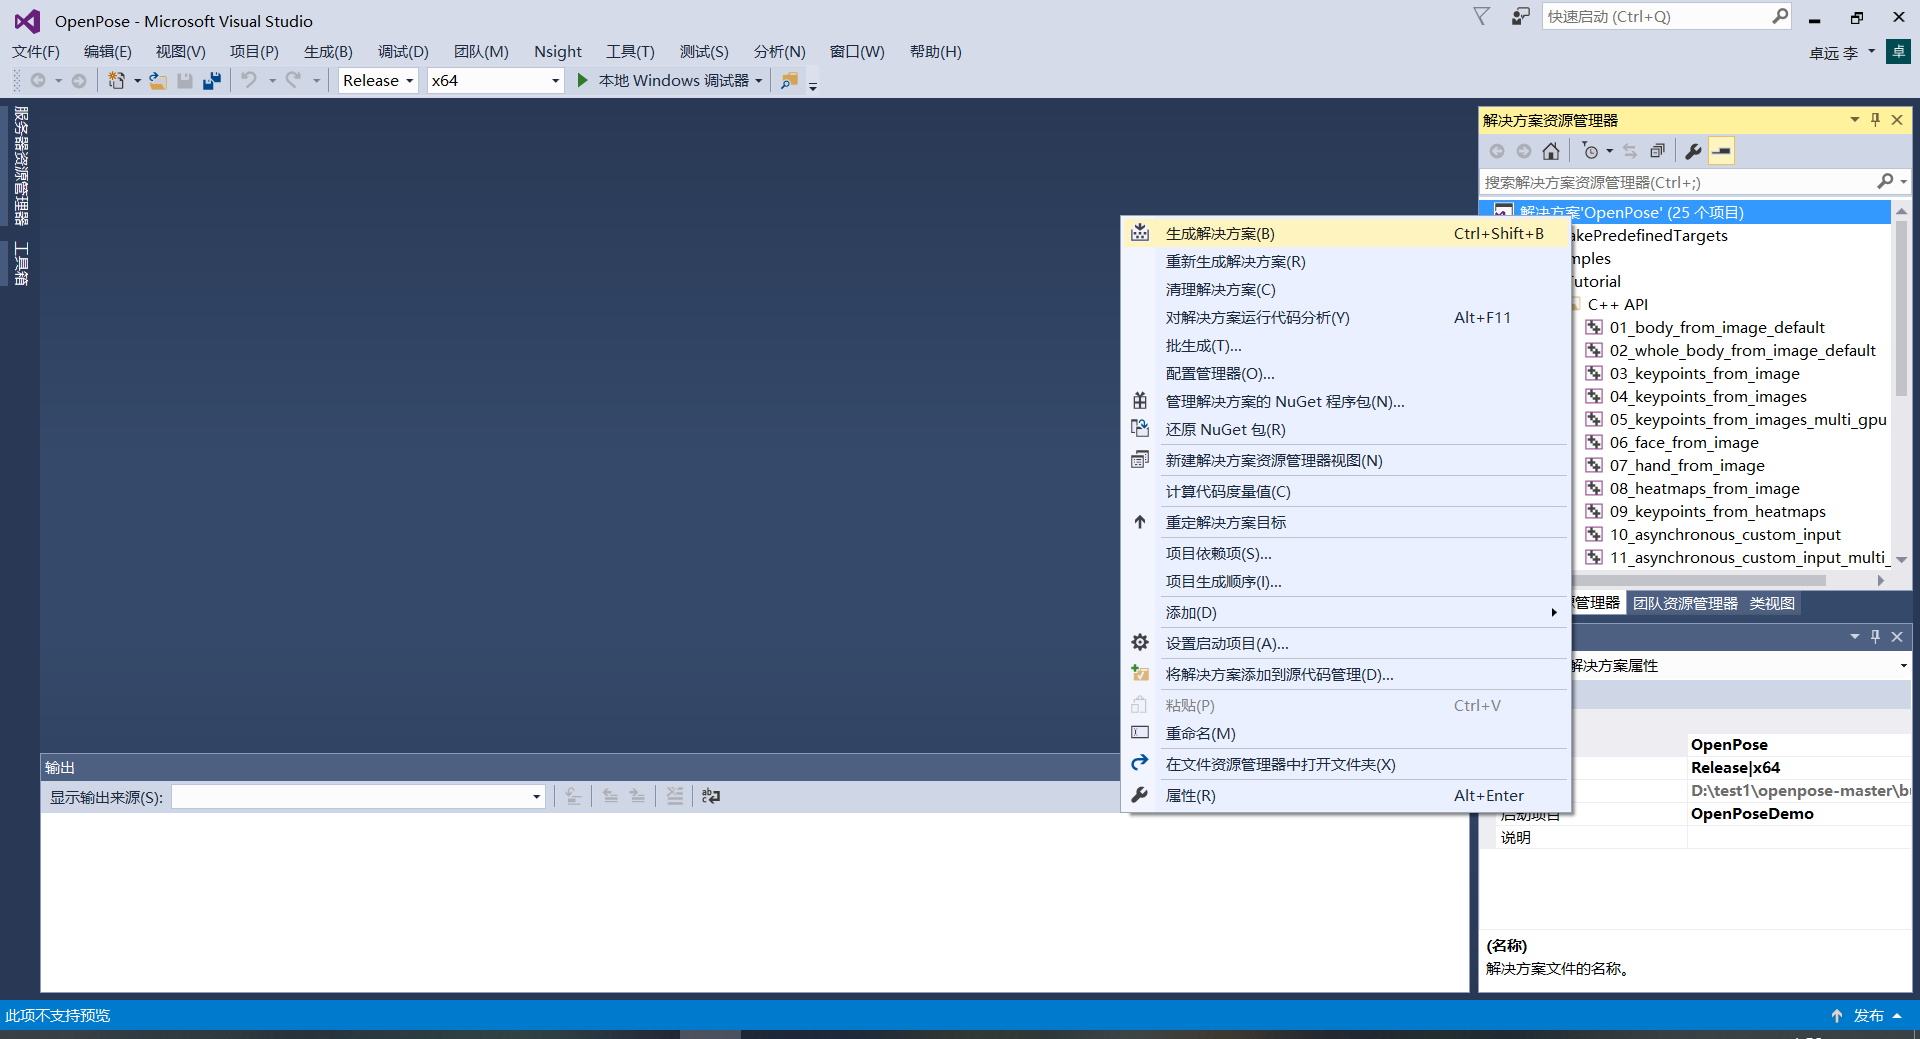 OpenPose - Microsoft Visual Studio
快速启动 (Ctrl+Q)
文件(F) 编辑(E) 视图(V) 项目(P) 生成(B) 调试(D) 团队(M) Nsight 工具(T) 测试(S) 分析(N) 窗口(W) 帮助(H)
卓远 李 卓
Release x64 本地 Windows 调试器
服务器资源管理器
工具箱
解决方案资源管理器
搜索解决方案资源管理器(Ctrl+;)
解决方案'OpenPose' (25 个项目)
akePredefinedTargets
mples
utorial
C++ API
01_body_from_image_default
02_whole_body_from_image_default
03_keypoints_from_image
04_keypoints_from_images
05_keypoints_from_images_multi_gpu
06_face_from_image
07_hand_from_image
08_heatmaps_from_image
09_keypoints_from_heatmaps
10_asynchronous_custom_input
11_asynchronous_custom_input_multi_
管理器 团队资源管理器 类视图
生成解决方案(B) Ctrl+Shift+B
重新生成解决方案(R)
清理解决方案(C)
对解决方案运行代码分析(Y) Alt+F11
批生成(T)...
配置管理器(O)...
管理解决方案的 NuGet 程序包(N)...
还原 NuGet 包(R)
新建解决方案资源管理器视图(N)
计算代码度量值(C)
重定解决方案目标
项目依赖项(S)...
项目生成顺序(I)...
添加(D)
设置启动项目(A)...
将解决方案添加到源代码管理(D)...
粘贴(P) Ctrl+V
重命名(M)
在文件资源管理器中打开文件夹(X)
属性(R) Alt+Enter
解决方案属性
OpenPose
Release|x64
D:\test1\openpose-master\bu
启动项目 OpenPoseDemo
说明
(名称)
解决方案文件的名称。
输出
显示输出来源(S):
此项不支持预览
发布